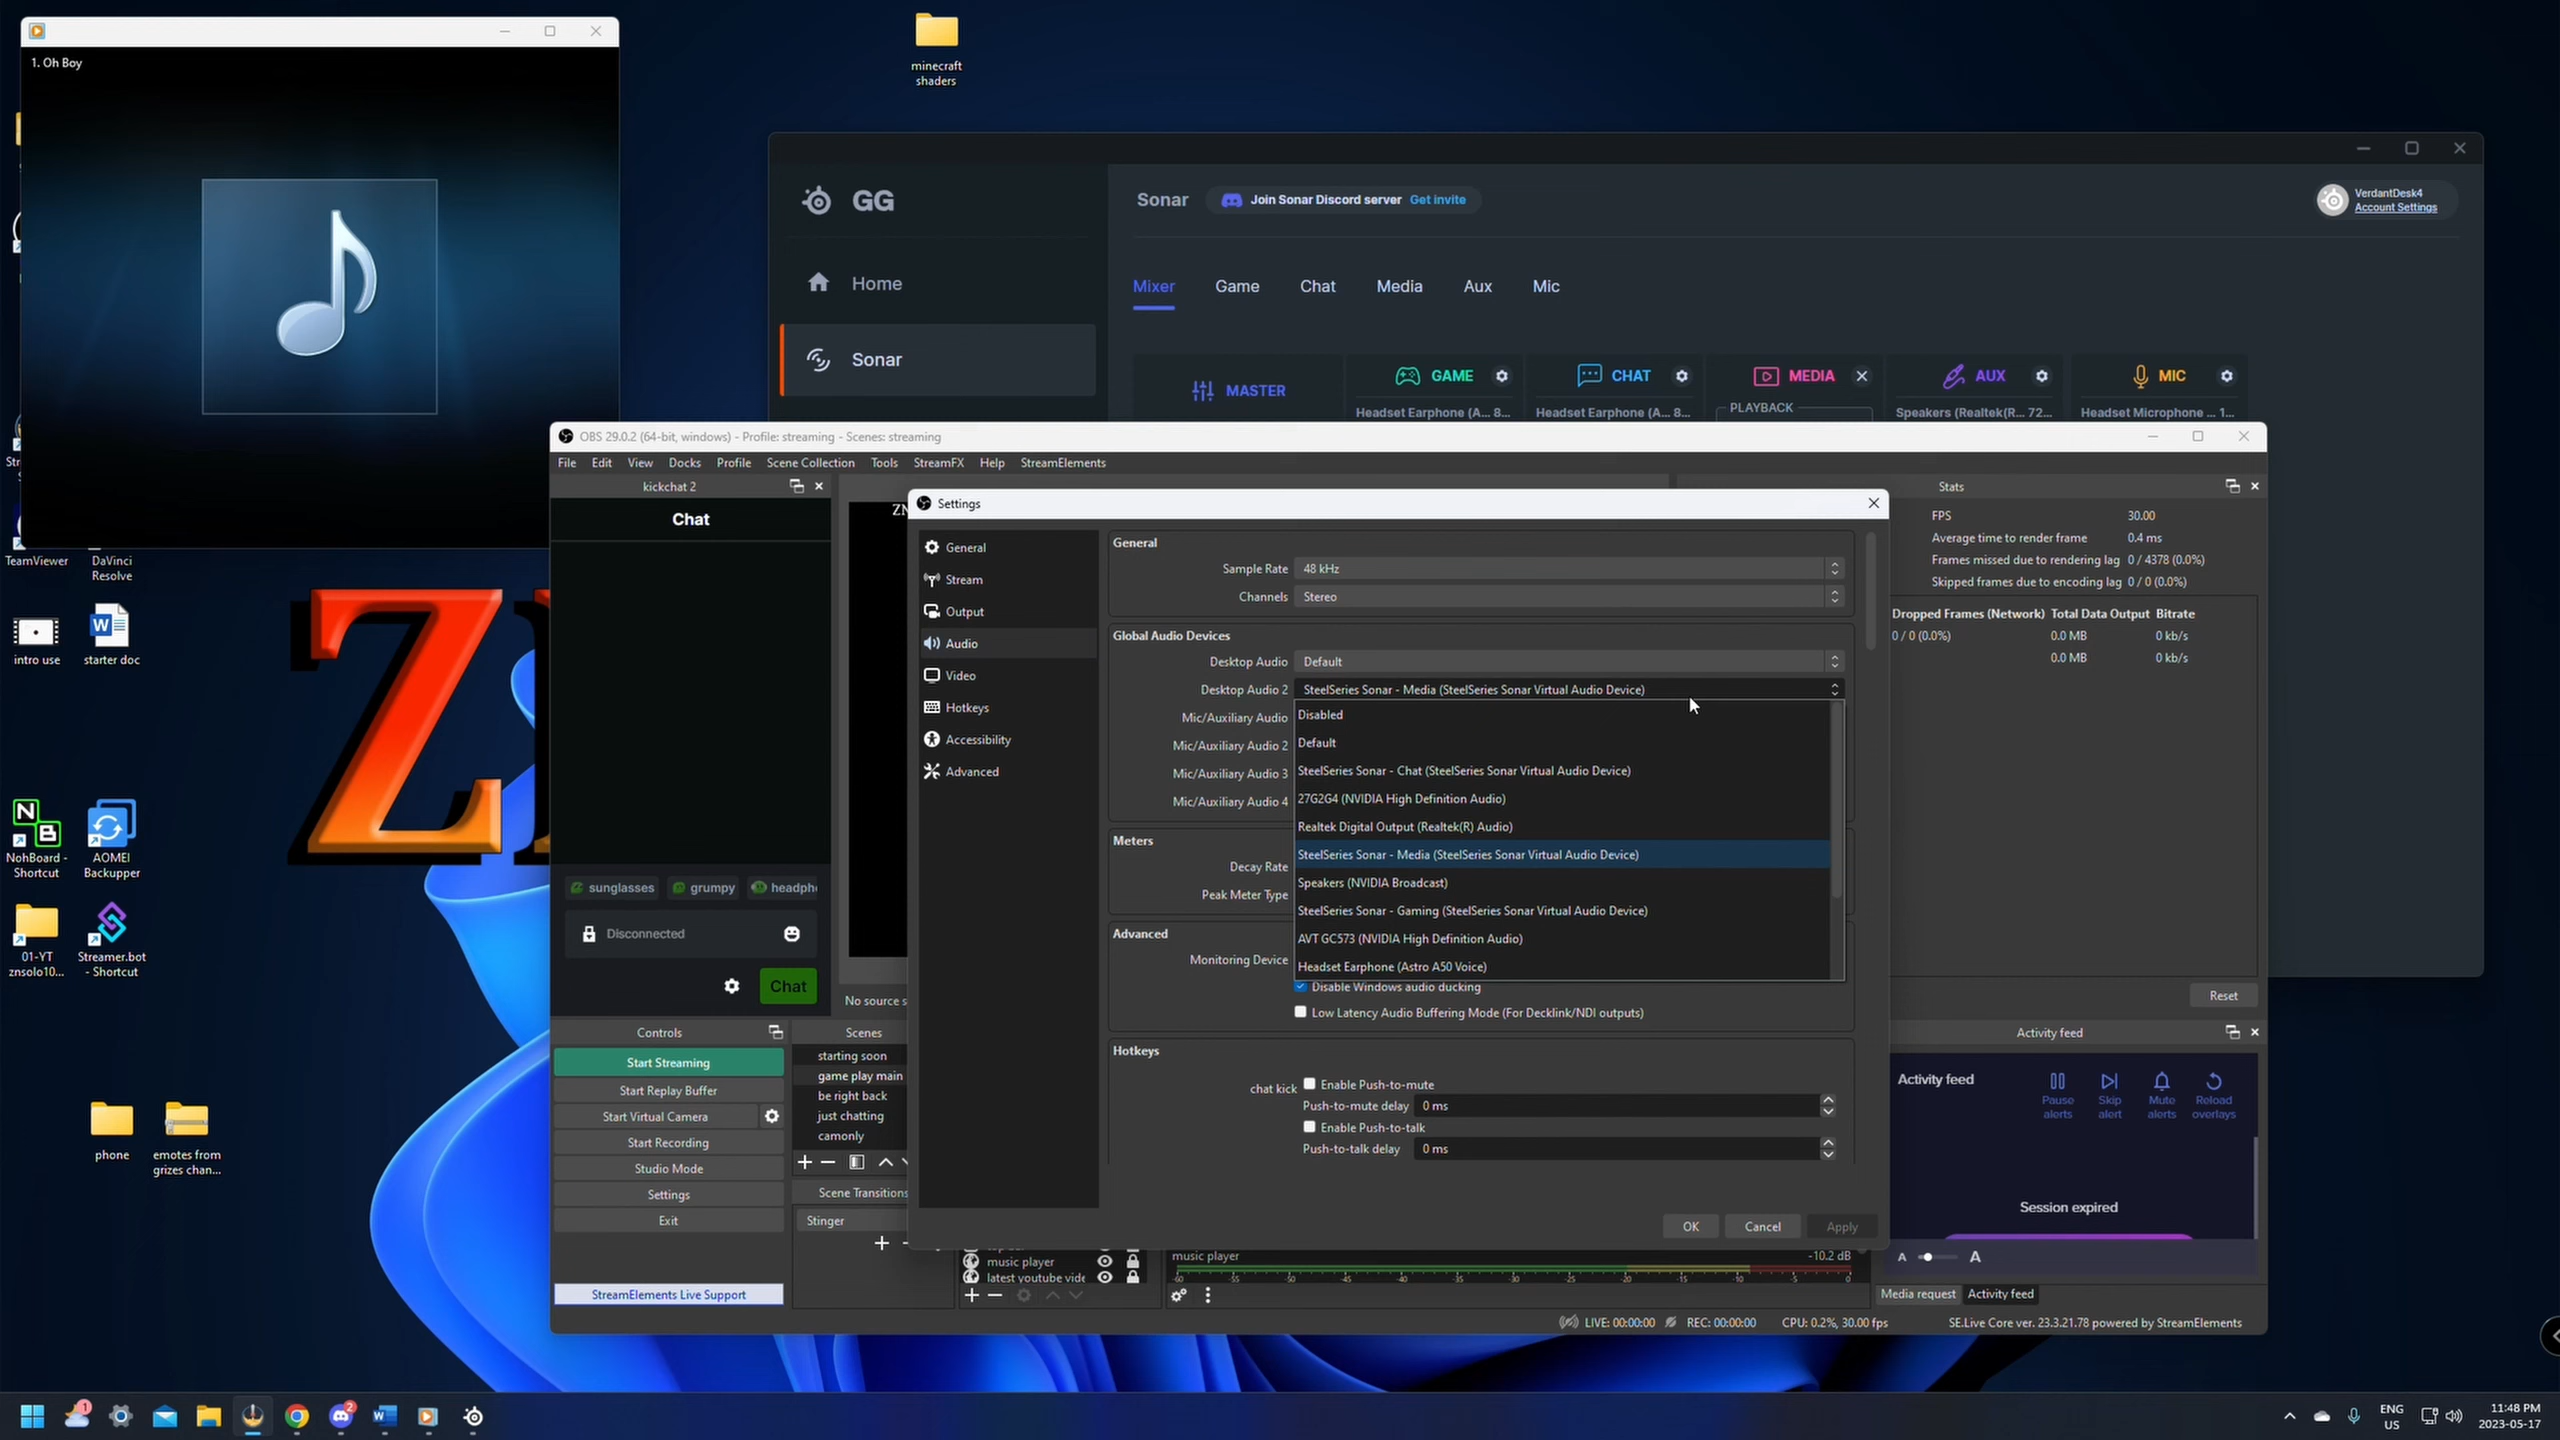 1. Oh Boy
minecraft
shaders
GG
Sonar
Join Sonar Discord server Get invite
VerdantDesk4
Account Settings
Home
Sonar
Mixer Game Chat Media Aux Mic
MASTER
GAME
CHAT
MEDIA
AUX
MIC
Headset Earphone (A... 8...
Headset Earphone (A... 8...
PLAYBACK
Speakers (Realtek(R... 72...
Headset Microphone ... 1...
OBS 29.0.2 (64-bit, windows) - Profile: streaming - Scenes: streaming
File Edit View Docks Profile Scene Collection Tools StreamFX Help StreamElements
kickchat 2
Chat
ZN
Settings
General
Stream
Output
Audio
Video
Hotkeys
Accessibility
Advanced
General
Sample Rate 48 kHz
Channels Stereo
Global Audio Devices
Desktop Audio Default
Desktop Audio 2 SteelSeries Sonar - Media (SteelSeries Sonar Virtual Audio Device)
Mic/Auxiliary Audio
Mic/Auxiliary Audio 2
Mic/Auxiliary Audio 3
Mic/Auxiliary Audio 4
Disabled
Default
SteelSeries Sonar - Chat (SteelSeries Sonar Virtual Audio Device)
27G2G4 (NVIDIA High Definition Audio)
Realtek Digital Output (Realtek(R) Audio)
SteelSeries Sonar - Media (SteelSeries Sonar Virtual Audio Device)
Speakers (NVIDIA Broadcast)
SteelSeries Sonar - Gaming (SteelSeries Sonar Virtual Audio Device)
AVT GC573 (NVIDIA High Definition Audio)
Headset Earphone (Astro A50 Voice)
Meters
Decay Rate
Peak Meter Type
Advanced
Monitoring Device
Disable Windows audio ducking
Low Latency Audio Buffering Mode (For Decklink/NDI outputs)
Hotkeys
chat kick Enable Push-to-mute
Push-to-mute delay 0 ms
Enable Push-to-talk
Push-to-talk delay 0 ms
OK Cancel Apply
Stats
FPS 30.00
Average time to render frame 0.4 ms
Frames missed due to rendering lag 0 / 4378 (0.0%)
Skipped frames due to encoding lag 0 / 0 (0.0%)
Dropped Frames (Network) Total Data Output Bitrate
0 / 0 (0.0%) 0.0 MB 0 kb/s
0.0 MB 0 kb/s
Reset
Activity feed
Activity feed
Pause
alerts
Skip
alert
Mute
alerts
Reload
overlays
Session expired
A A
Media request Activity feed
sunglasses grumpy headph
Disconnected
Chat
No source s
Controls
Start Streaming
Start Replay Buffer
Start Virtual Camera
Start Recording
Studio Mode
Settings
Exit
StreamElements Live Support
Scenes
starting soon
game play main
be right back
just chatting
camonly
Scene Transitions
Stinger
music player
latest youtube vide
music player -10.2 dB
-60 -55 -50 -45 -40 -35 -30 -25 -20 -15 -10 -5 0
LIVE: 00:00:00 REC: 00:00:00 CPU: 0.2%, 30.00 fps SE.Live Core ver. 23.3.21.78 powered by StreamElements
Str
TeamViewer
DaVinci
Resolve
intro use
starter doc
Z
NohBoard -
Shortcut
AOMEI
Backupper
01-YT
znsolo10...
Streamer.bot
- Shortcut
phone
emotes from
grizes chan...
1
2
ENG
US
11:48 PM
2023-05-17